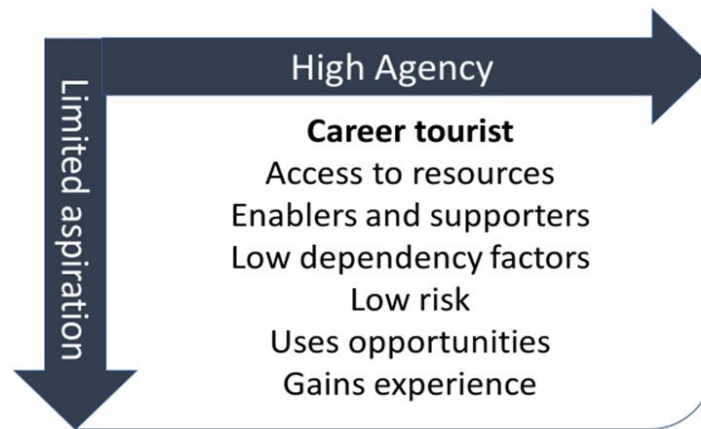 High Agency
Limited aspiration
Career tourist
Access to resources
Enablers and supporters
Low dependency factors
Low risk
Uses opportunities
Gains experience